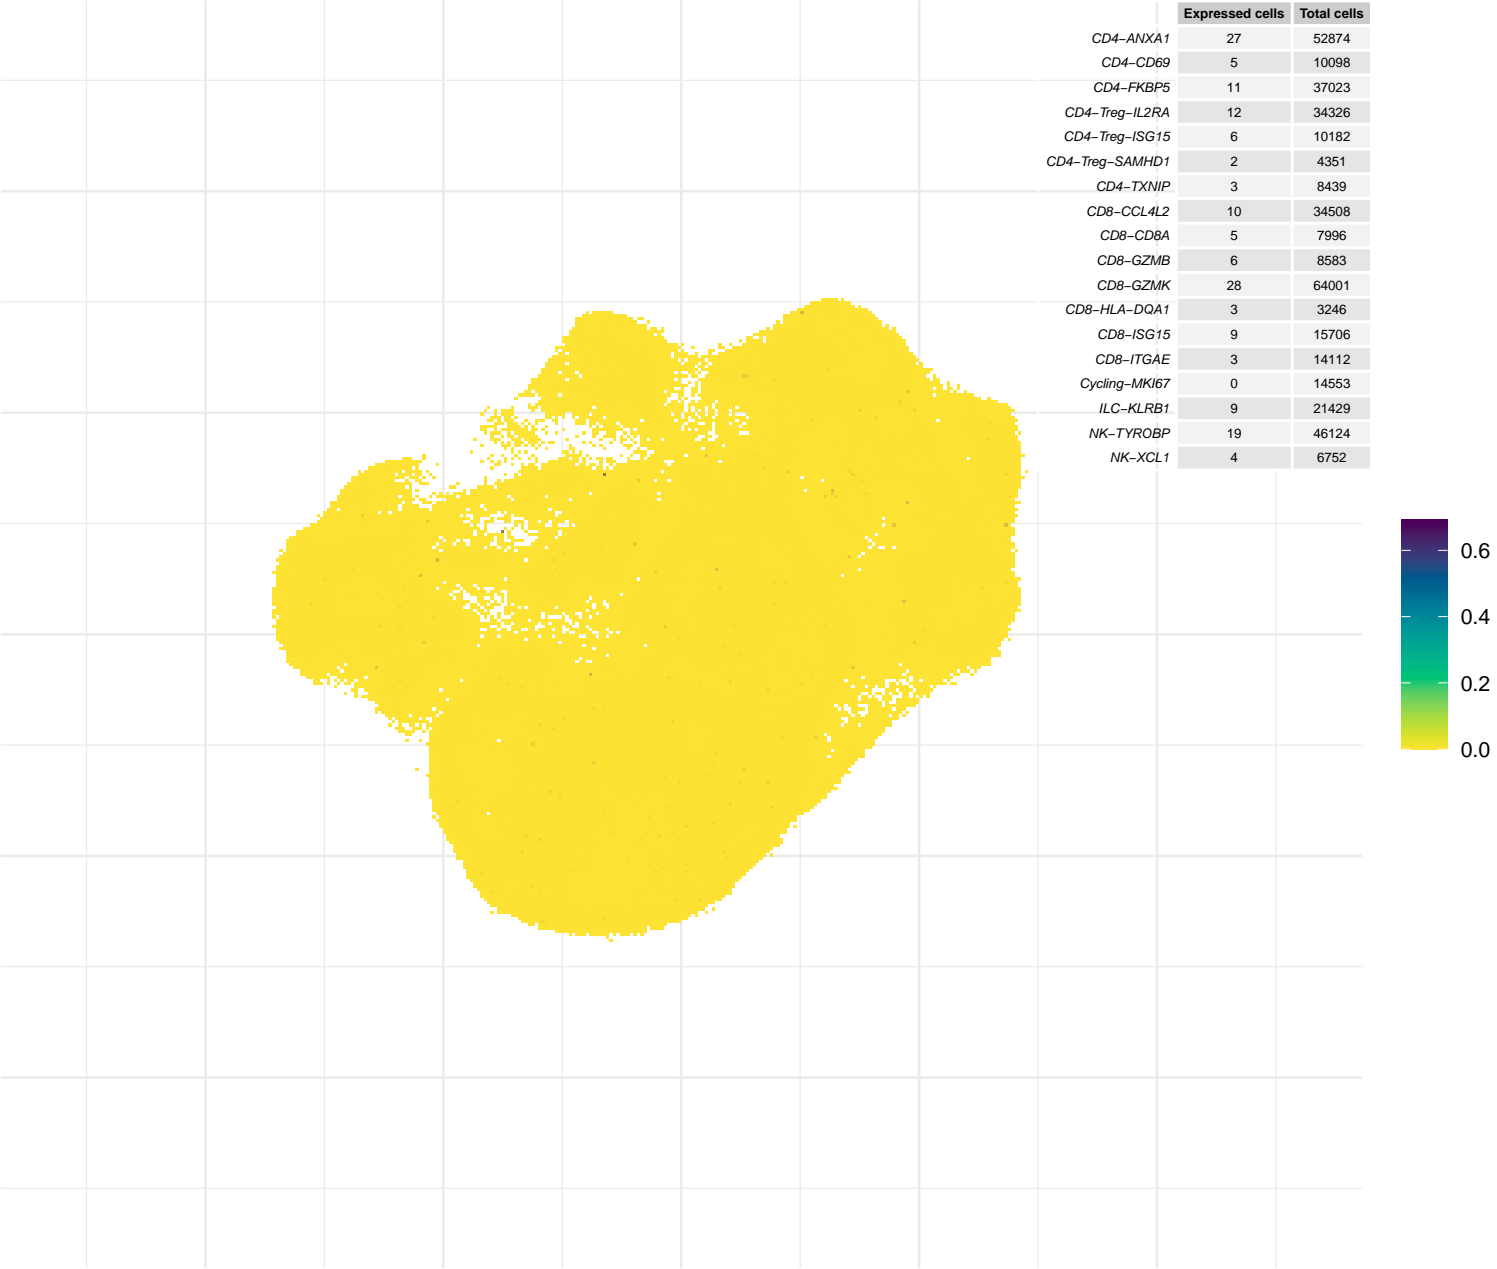 Expressed cells Total cells
CD4−ANXA1 27 52874
CD4−CD69 5 10098
CD4−FKBP5 11 37023
CD4−Treg−IL2RA 12 34326
CD4−Treg−ISG15 6 10182
CD4−Treg−SAMHD1 2 4351
CD4−TXNIP 3 8439
CD8−CCL4L2 10 34508
CD8−CD8A 5 7996
CD8−GZMB 6 8583
CD8−GZMK 28 64001
CD8−HLA−DQA1 3 3246
CD8−ISG15 9 15706
CD8−ITGAE 3 14112
Cycling−MKI67 0 14553
ILC−KLRB1 9 21429
NK−TYROBP 19 46124
NK−XCL1 4 6752
0.6
0.4
0.2
0.0